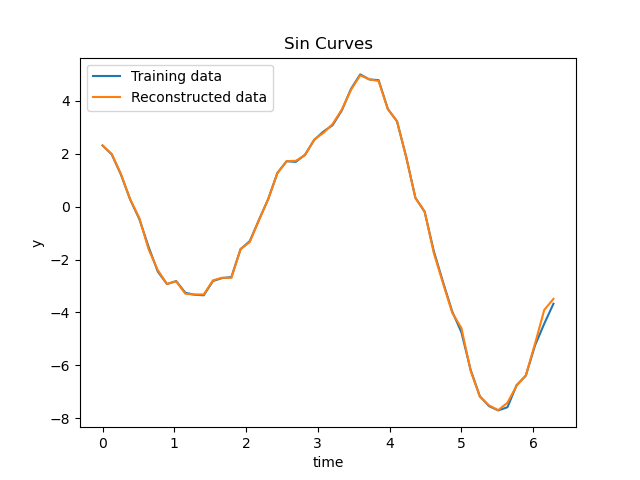 Sin Curves
Training data
Reconstructed data
y
4
2
0
−2
−4
−6
−8
0 1 2 3 4 5 6
time